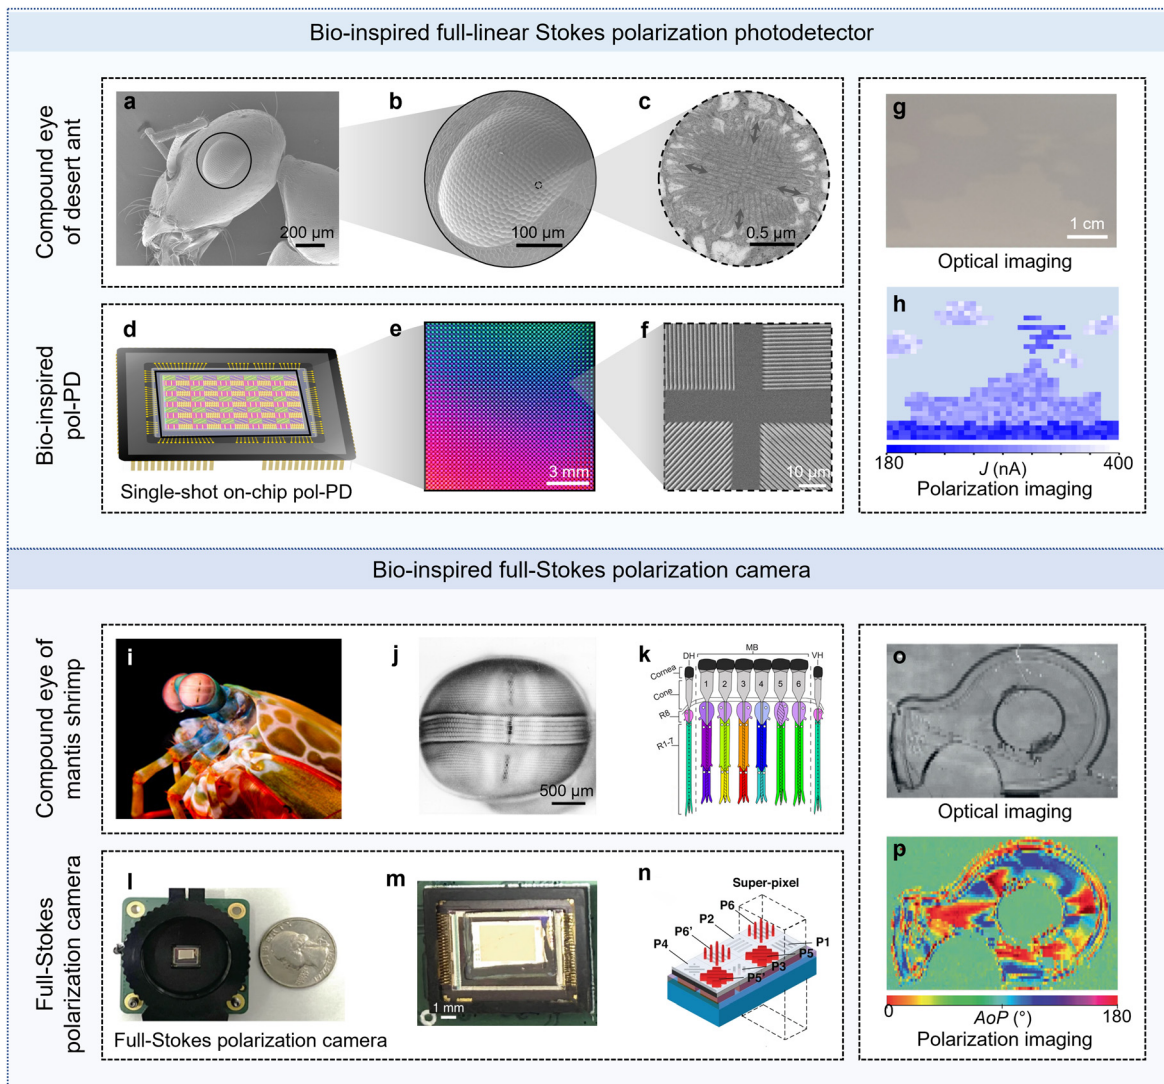 Bio-inspired full-linear Stokes polarization photodetector
Compound eye
of desert ant
a
200 µm
b
100 µm
c
0.5 µm
g
1 cm
Optical imaging
Bio-inspired
pol-PD
d
Single-shot on-chip pol-PD
e
3 mm
f
10 µm
h
180
J (nA)
400
Polarization imaging
Bio-inspired full-Stokes polarization camera
Compound eye of
mantis shrimp
i
j
500 µm
k
DH
MB
VH
Cornea
Cone
R8
R1-7
1 2 3 4 5 6
o
Optical imaging
Full-Stokes
polarization camera
l
Full-Stokes polarization camera
m
1 mm
n
Super-pixel
P6
P2
P6'
P4
P1
P5
P3
P5'
p
0
AoP (°)
180
Polarization imaging